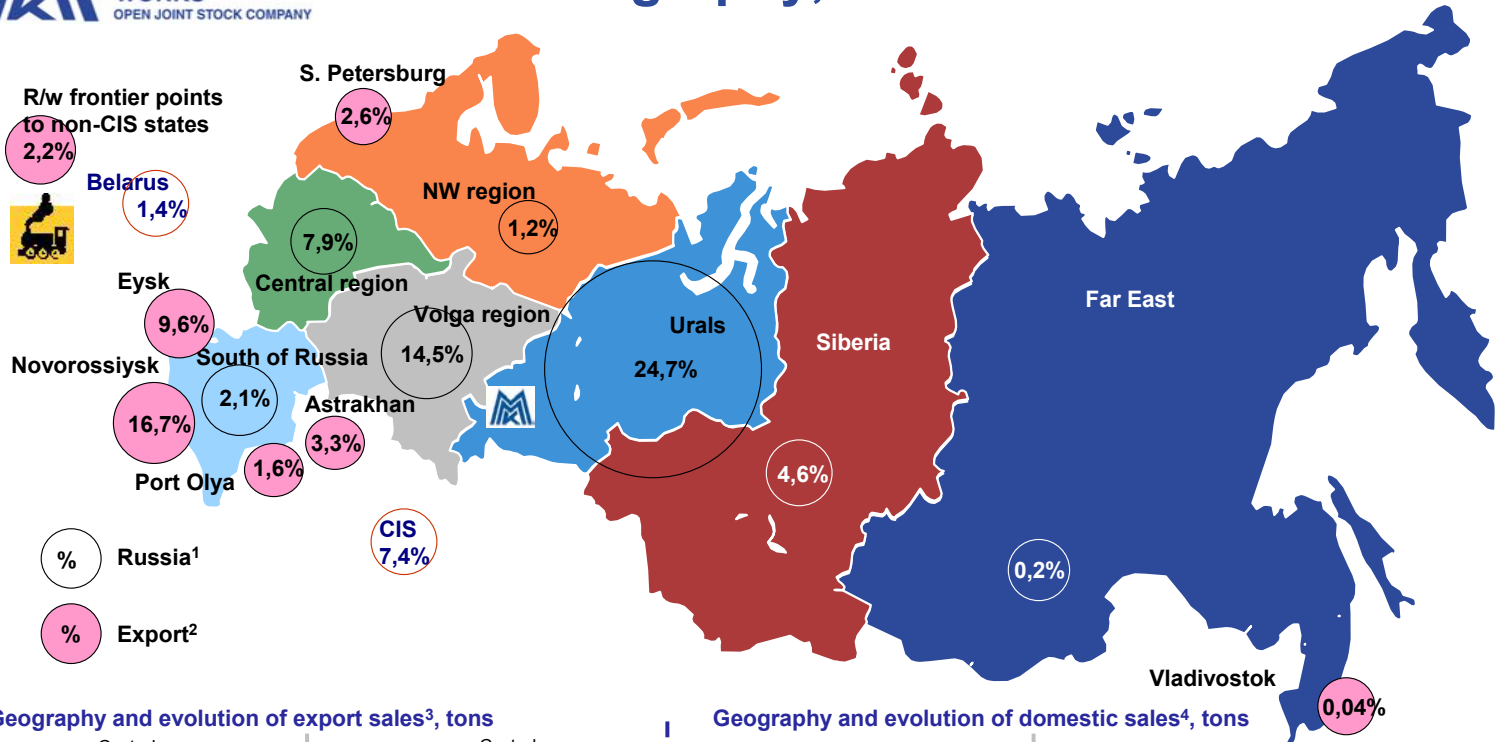 OPEN JOINT STOCK COMPANY
S. Petersburg
2,6%
R/w frontier points
to non-CIS states
2,2%
Belarus
1,4%
NW region
1,2%
7,9%
Central region
Eysk
9,6%
Volga region
14,5%
Urals
24,7%
Siberia
4,6%
Far East
0,2%
Novorossiysk
16,7%
South of Russia
2,1%
Astrakhan
3,3%
Port Olya
1,6%
CIS
7,4%
% Russia¹
% Export²
Vladivostok
0,04%
Geography and evolution of export sales³, tons
Geography and evolution of domestic sales⁴, tons